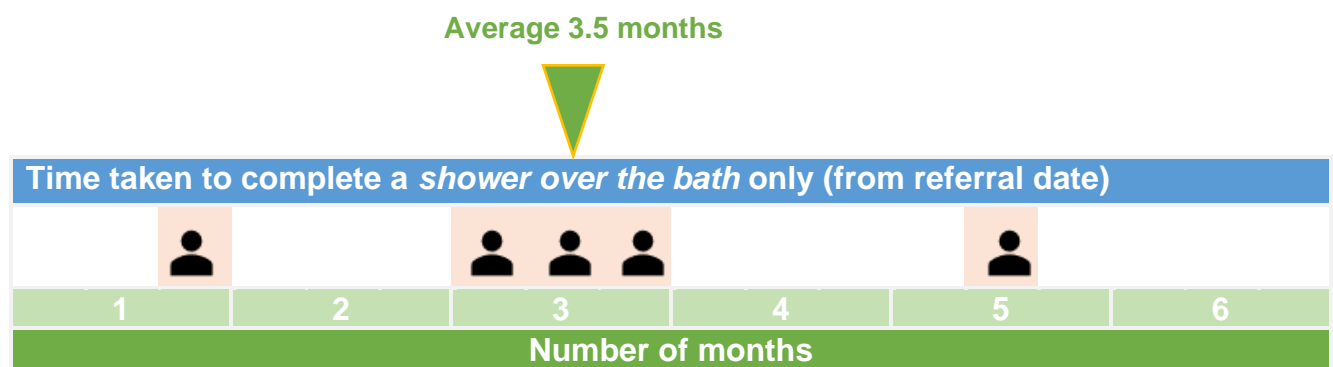 Average 3.5 months
Time taken to complete a shower over the bath only (from referral date)
1 2 3 4 5 6
Number of months